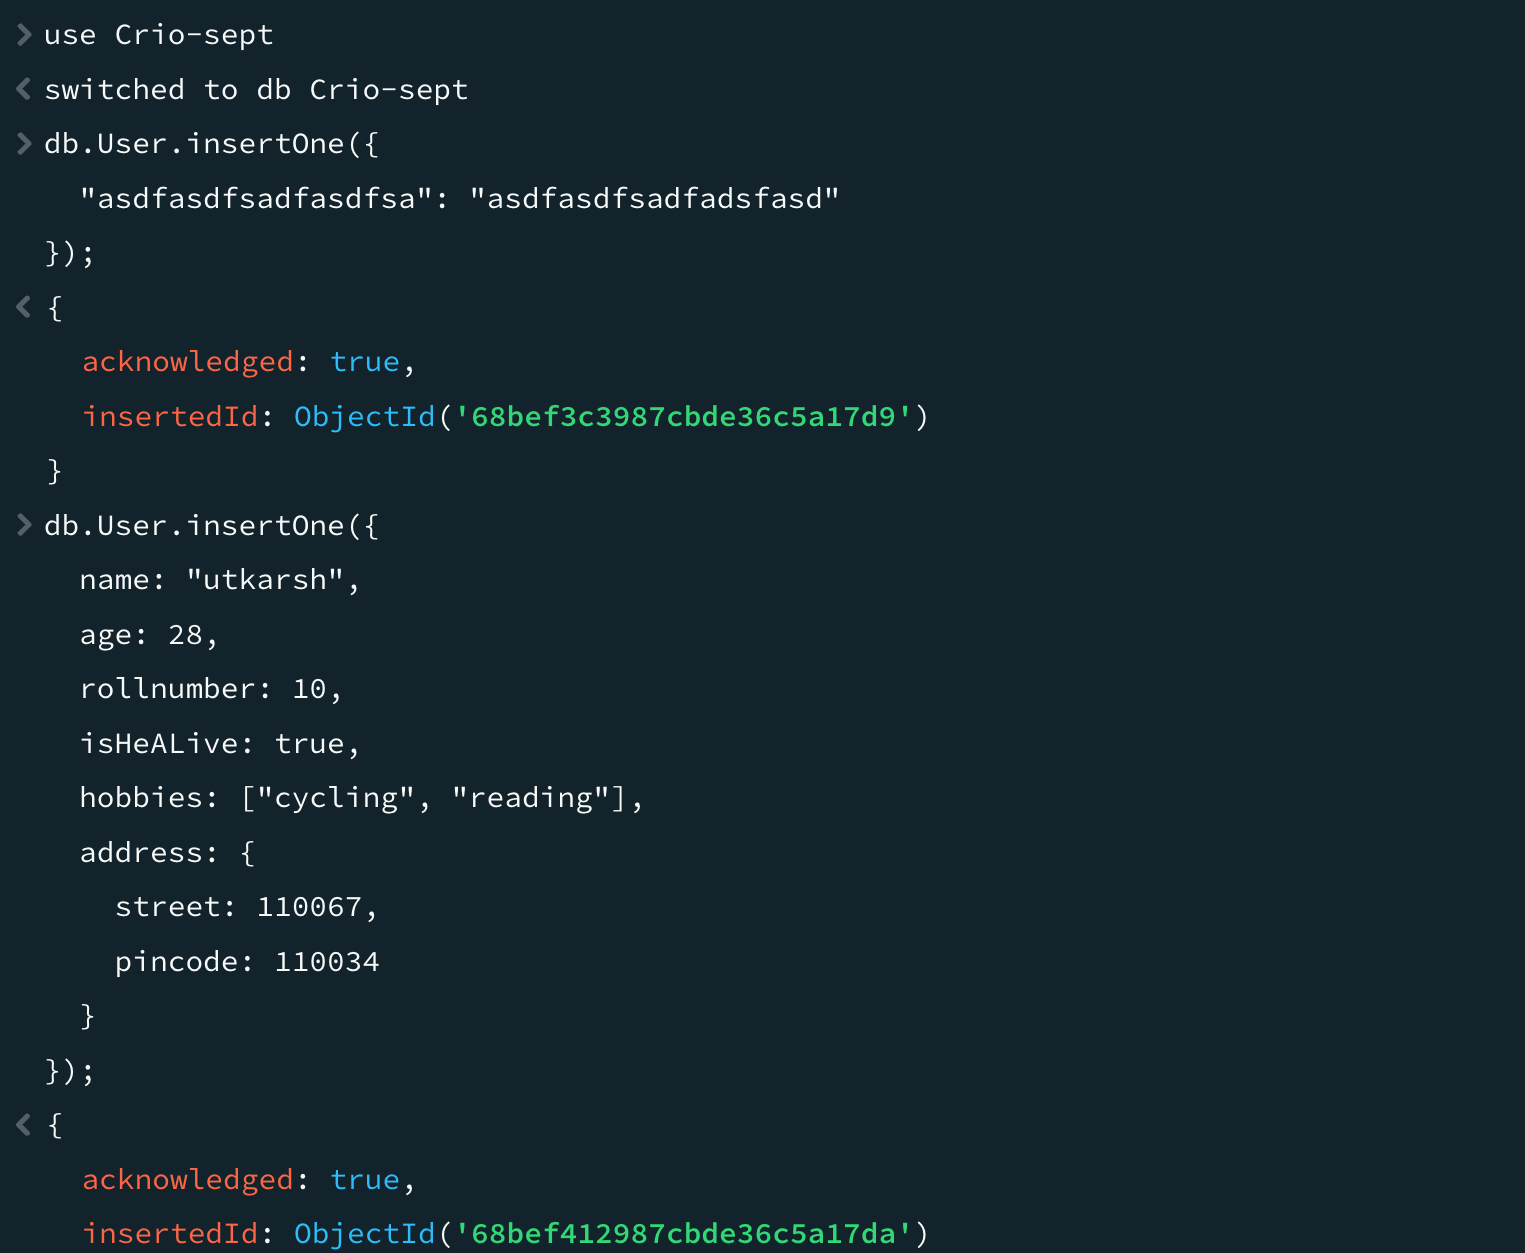 > use Crio-sept
< switched to db Crio-sept
> db.User.insertOne({
    "asdfasdfsadfasdfsa": "asdfasdfsadfadsfasd"
  });
< {
    acknowledged: true,
    insertedId: ObjectId('68bef3c3987cbde36c5a17d9')
  }
> db.User.insertOne({
    name: "utkarsh",
    age: 28,
    rollnumber: 10,
    isHeALive: true,
    hobbies: ["cycling", "reading"],
    address: {
      street: 110067,
      pincode: 110034
    }
  });
< {
    acknowledged: true,
    insertedId: ObjectId('68bef412987cbde36c5a17da')